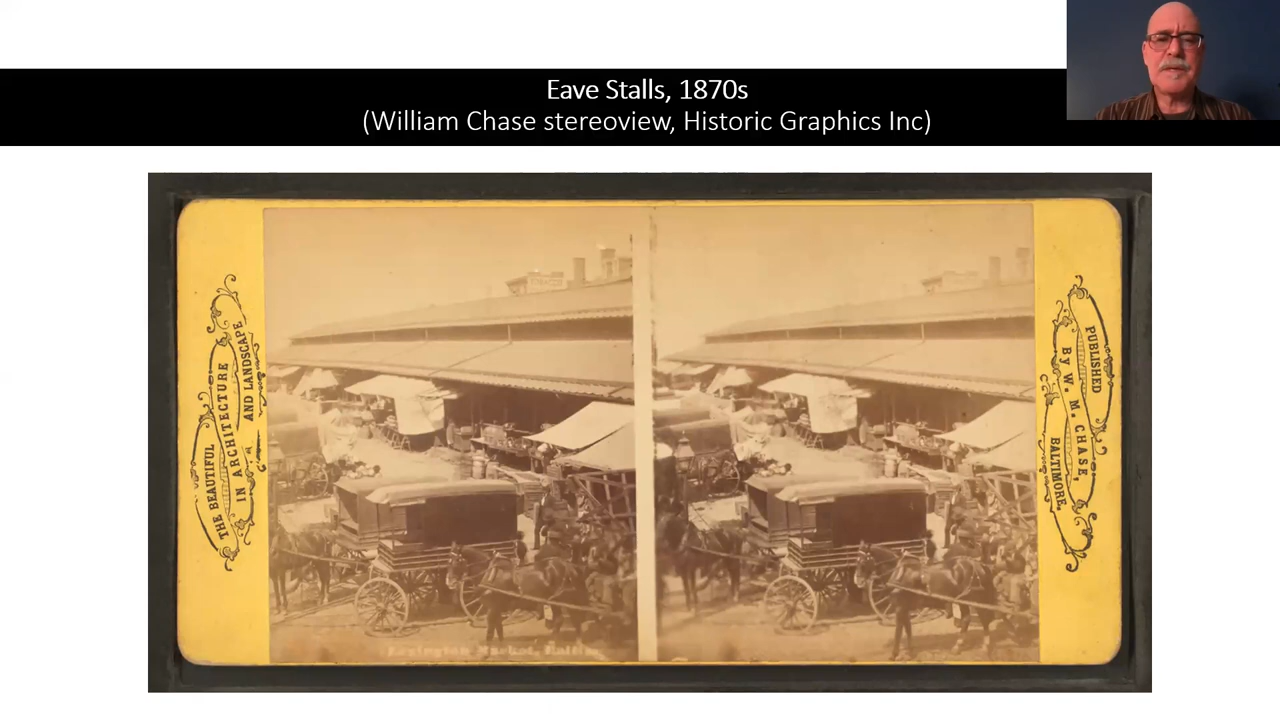 Eave Stalls, 1870s
(William Chase stereoview, Historic Graphics Inc)
THE BEAUTIFUL
IN ARCHITECTURE
AND LANDSCAPE
PUBLISHED
BY W. M. CHASE,
BALTIMORE.
Lexington Market, Baltim